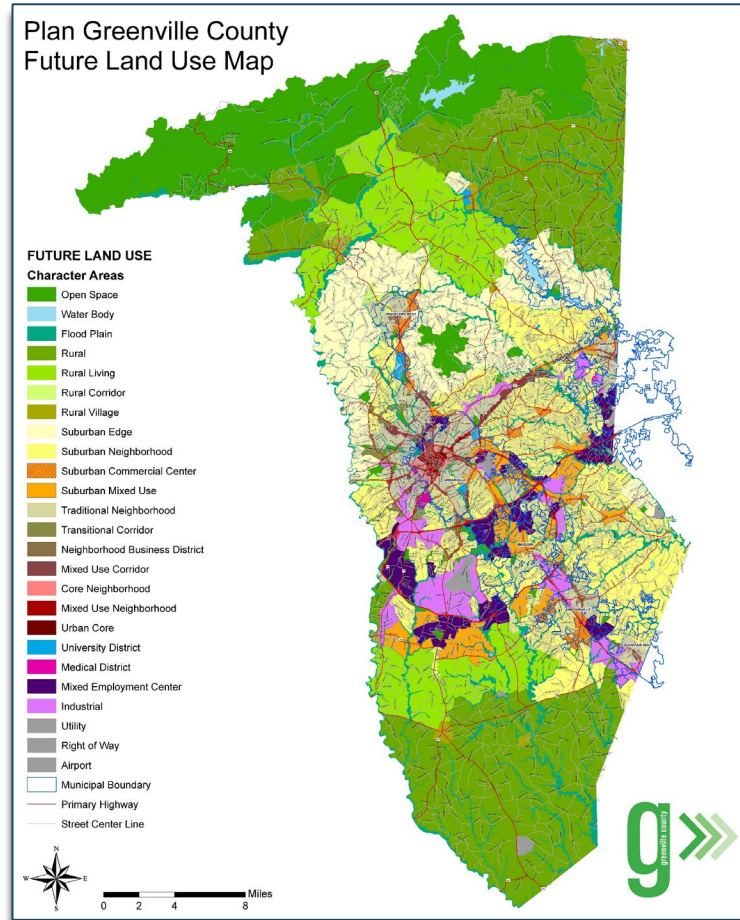 Plan Greenville County
Future Land Use Map
FUTURE LAND USE
Character Areas
Open Space
Water Body
Flood Plain
Rural
Rural Living
Rural Corridor
Rural Village
Suburban Edge
Suburban Neighborhood
Suburban Commercial Center
Suburban Mixed Use
Traditional Neighborhood
Transitional Corridor
Neighborhood Business District
Mixed Use Corridor
Core Neighborhood
Mixed Use Neighborhood
Urban Core
University District
Medical District
Mixed Employment Center
Industrial
Utility
Right of Way
Airport
Municipal Boundary
Primary Highway
Street Center Line
N
W E
S
0 2 4 8 Miles
g greenville county